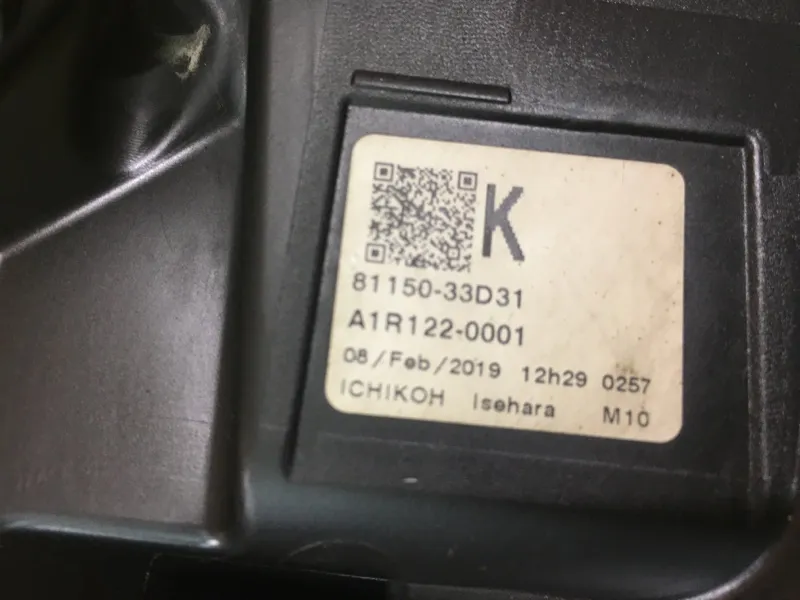 K
81150-33D31
A1R122-0001
08/Feb/2019 12h29 0257
ICHIKOH Isehara M10